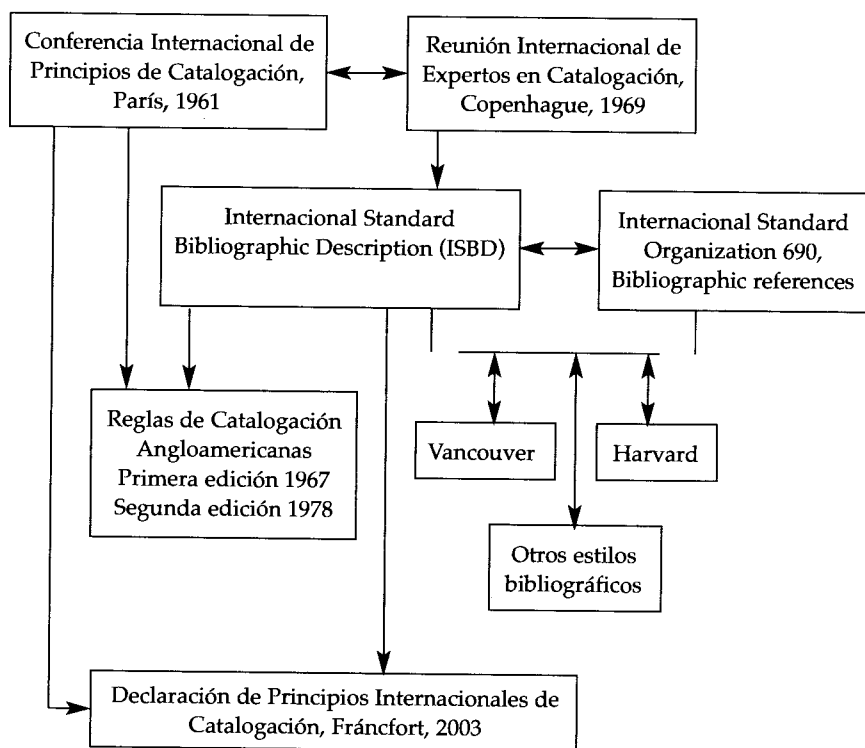 Conferencia Internacional de
Principios de Catalogación,
París, 1961
Reunión Internacional de
Expertos en Catalogación,
Copenhague, 1969
Internacional Standard
Bibliographic Description (ISBD)
Internacional Standard
Organization 690,
Bibliographic references
Reglas de Catalogación
Angloamericanas
Primera edición 1967
Segunda edición 1978
Vancouver
Harvard
Otros estilos
bibliográficos
Declaración de Principios Internacionales de
Catalogación, Fráncfort, 2003